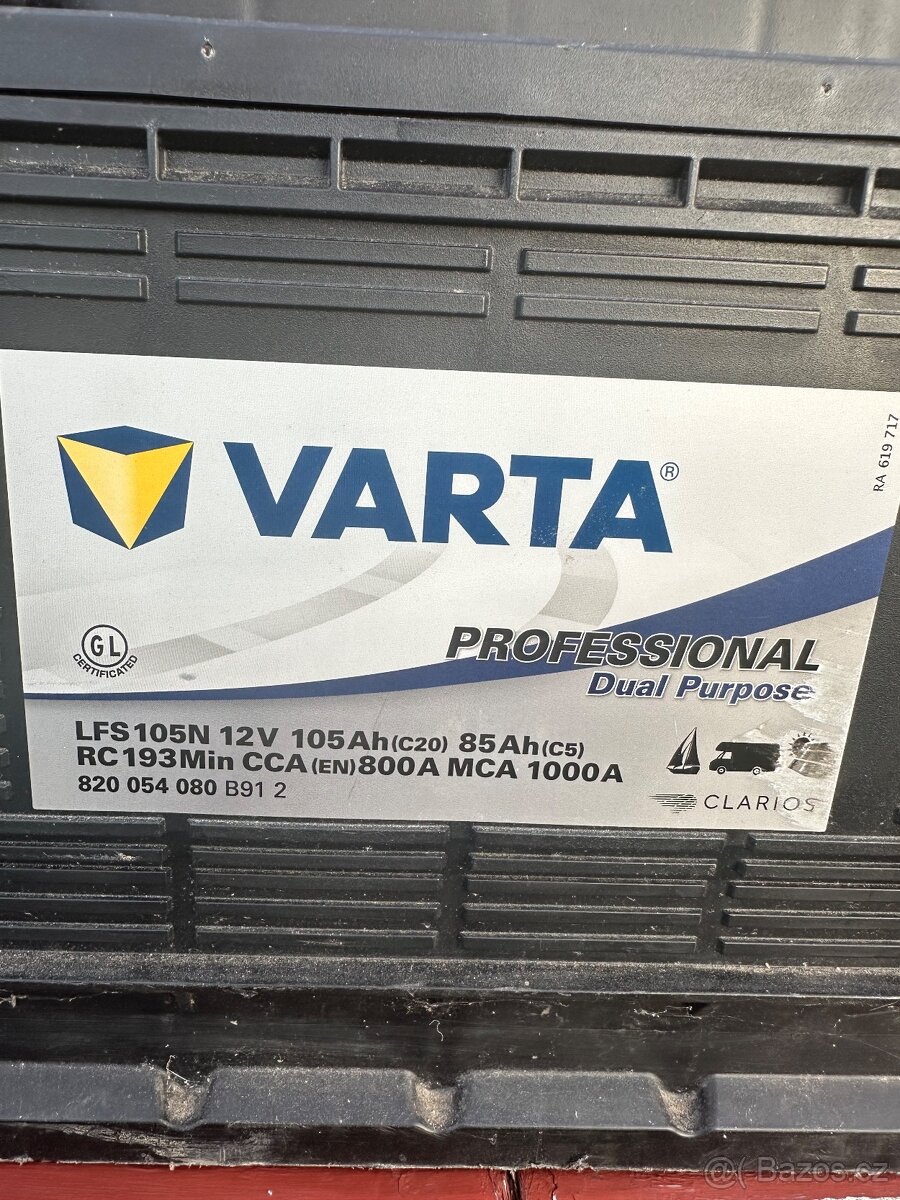 VARTA®
RA 619 717
GL
CERTIFICATED
PROFESSIONAL
Dual Purpose
LFS105N 12V 105Ah(C20) 85Ah(C5)
RC193Min CCA(EN)800A MCA 1000A
820 054 080 B91 2
CLARIOS
@Bazos.cz